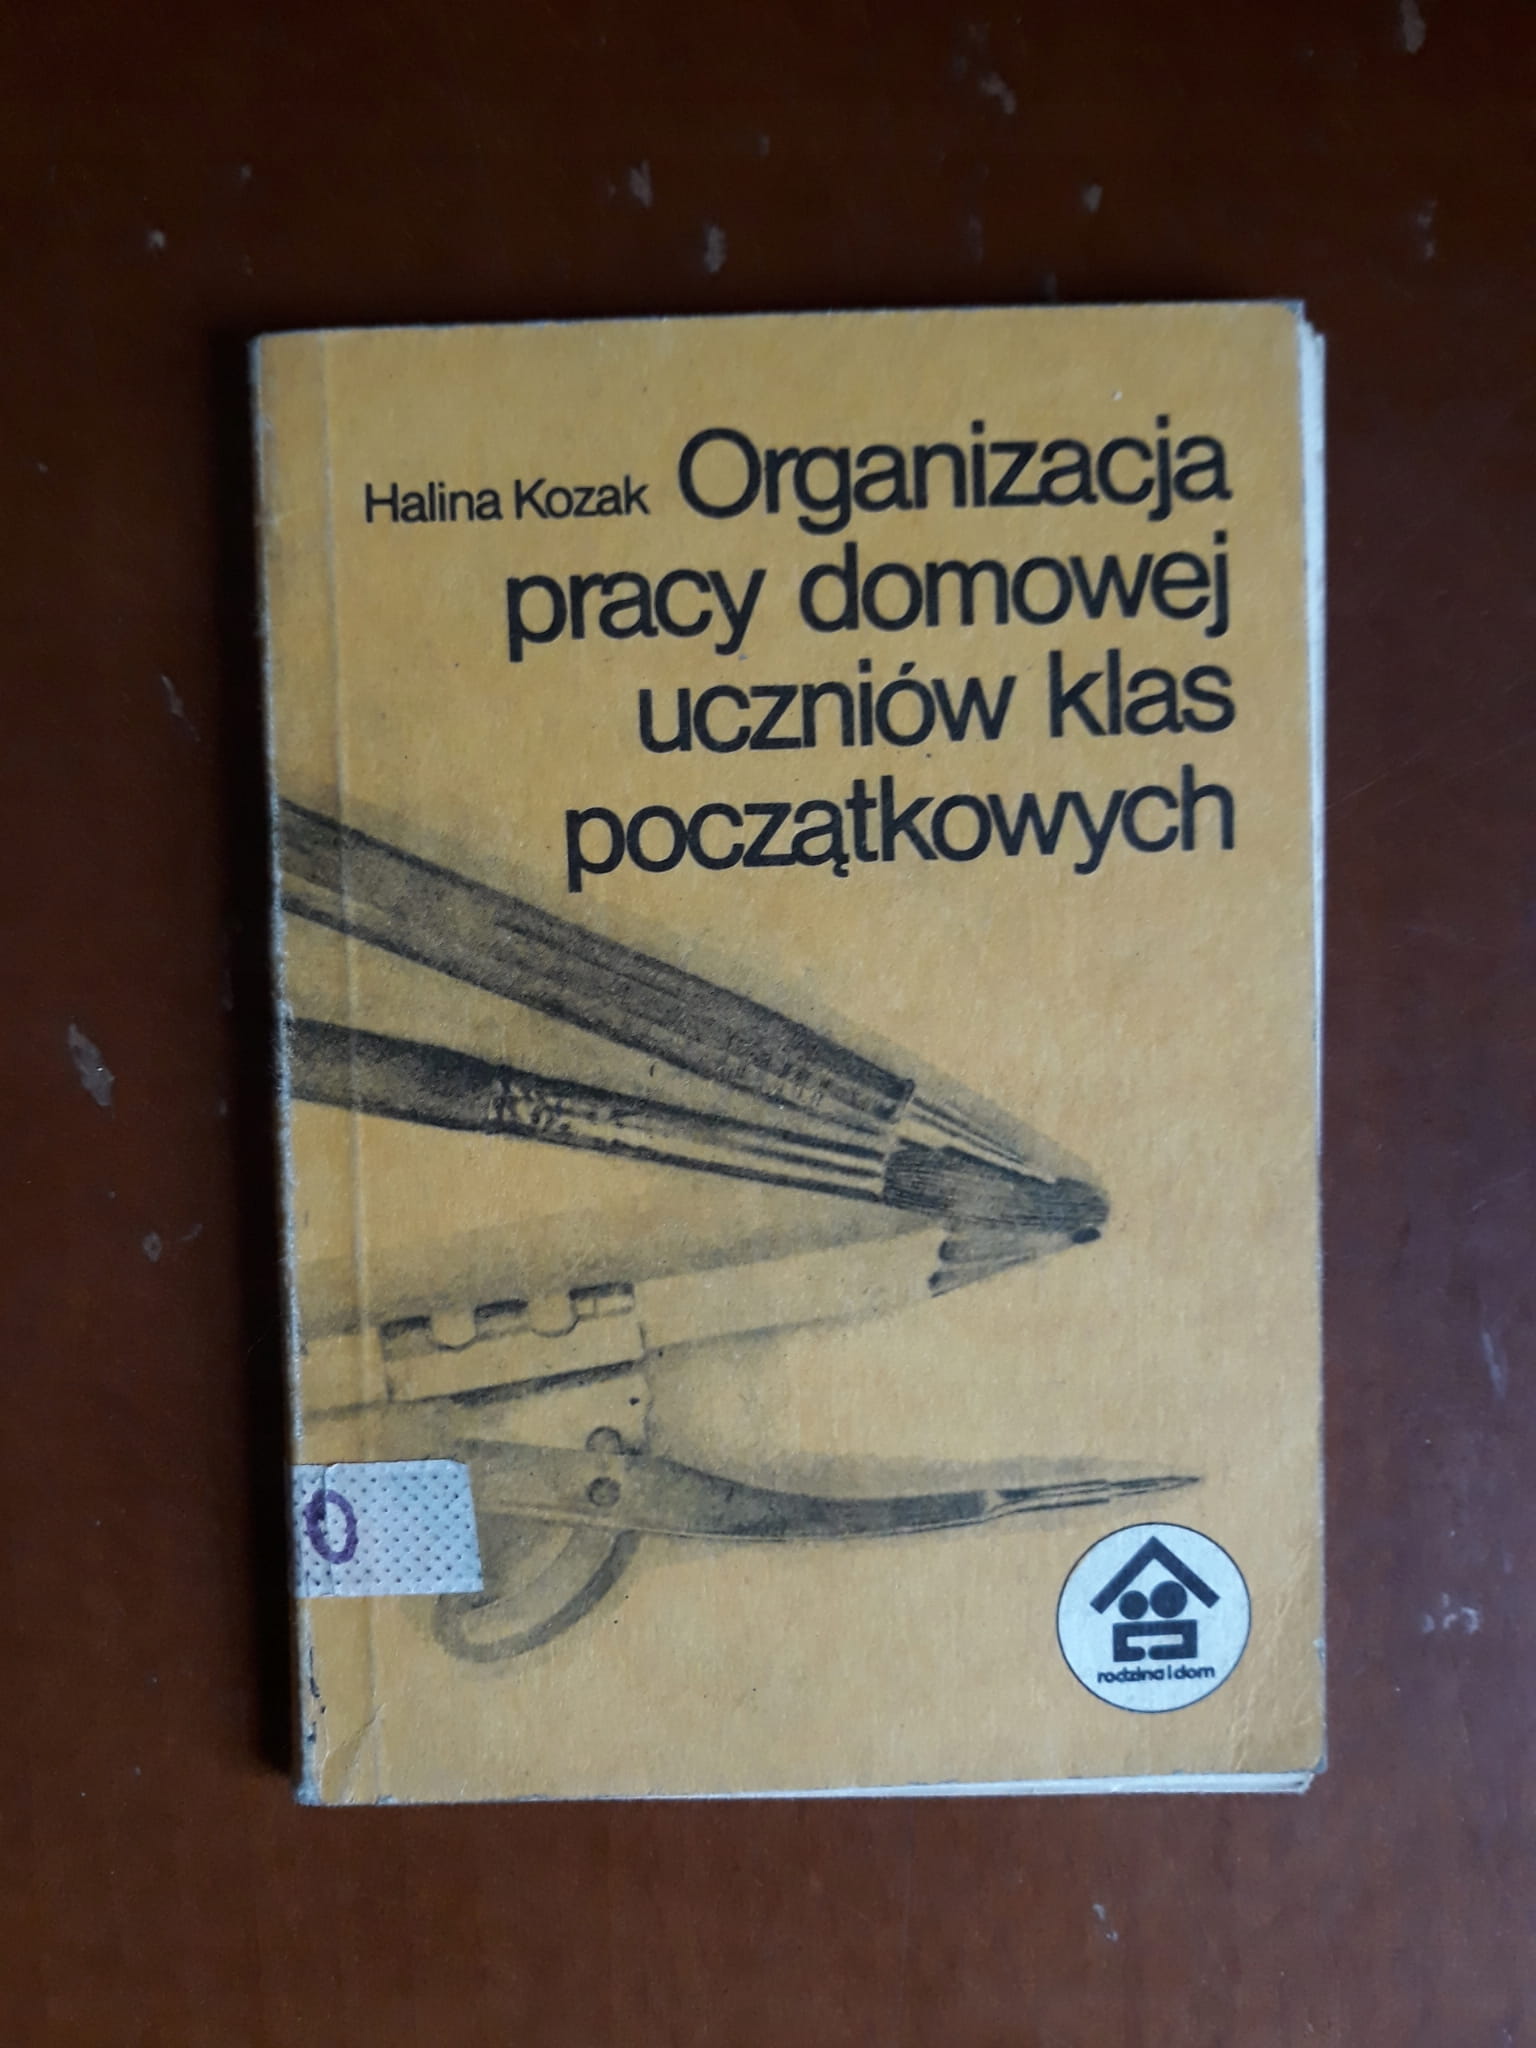 Halina Kozak Organizacja
pracy domowej
uczniów klas
początkowych
O
rodzina i dom